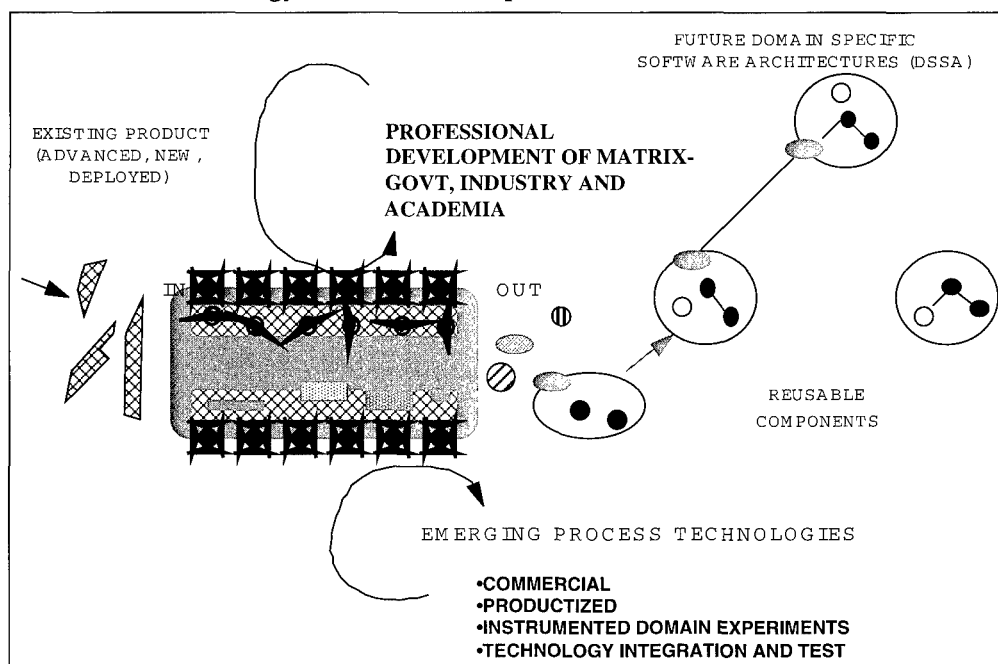 FUTURE DOMAIN SPECIFIC
SOFTWARE ARCHITECTURES (DSSA)
EXISTING PRODUCT
(ADVANCED, NEW,
DEPLOYED)
PROFESSIONAL
DEVELOPMENT OF MATRIX-
GOVT, INDUSTRY AND
ACADEMIA
IN
OUT
REUSABLE
COMPONENTS
EMERGING PROCESS TECHNOLOGIES
•COMMERCIAL
•PRODUCTIZED
•INSTRUMENTED DOMAIN EXPERIMENTS
•TECHNOLOGY INTEGRATION AND TEST